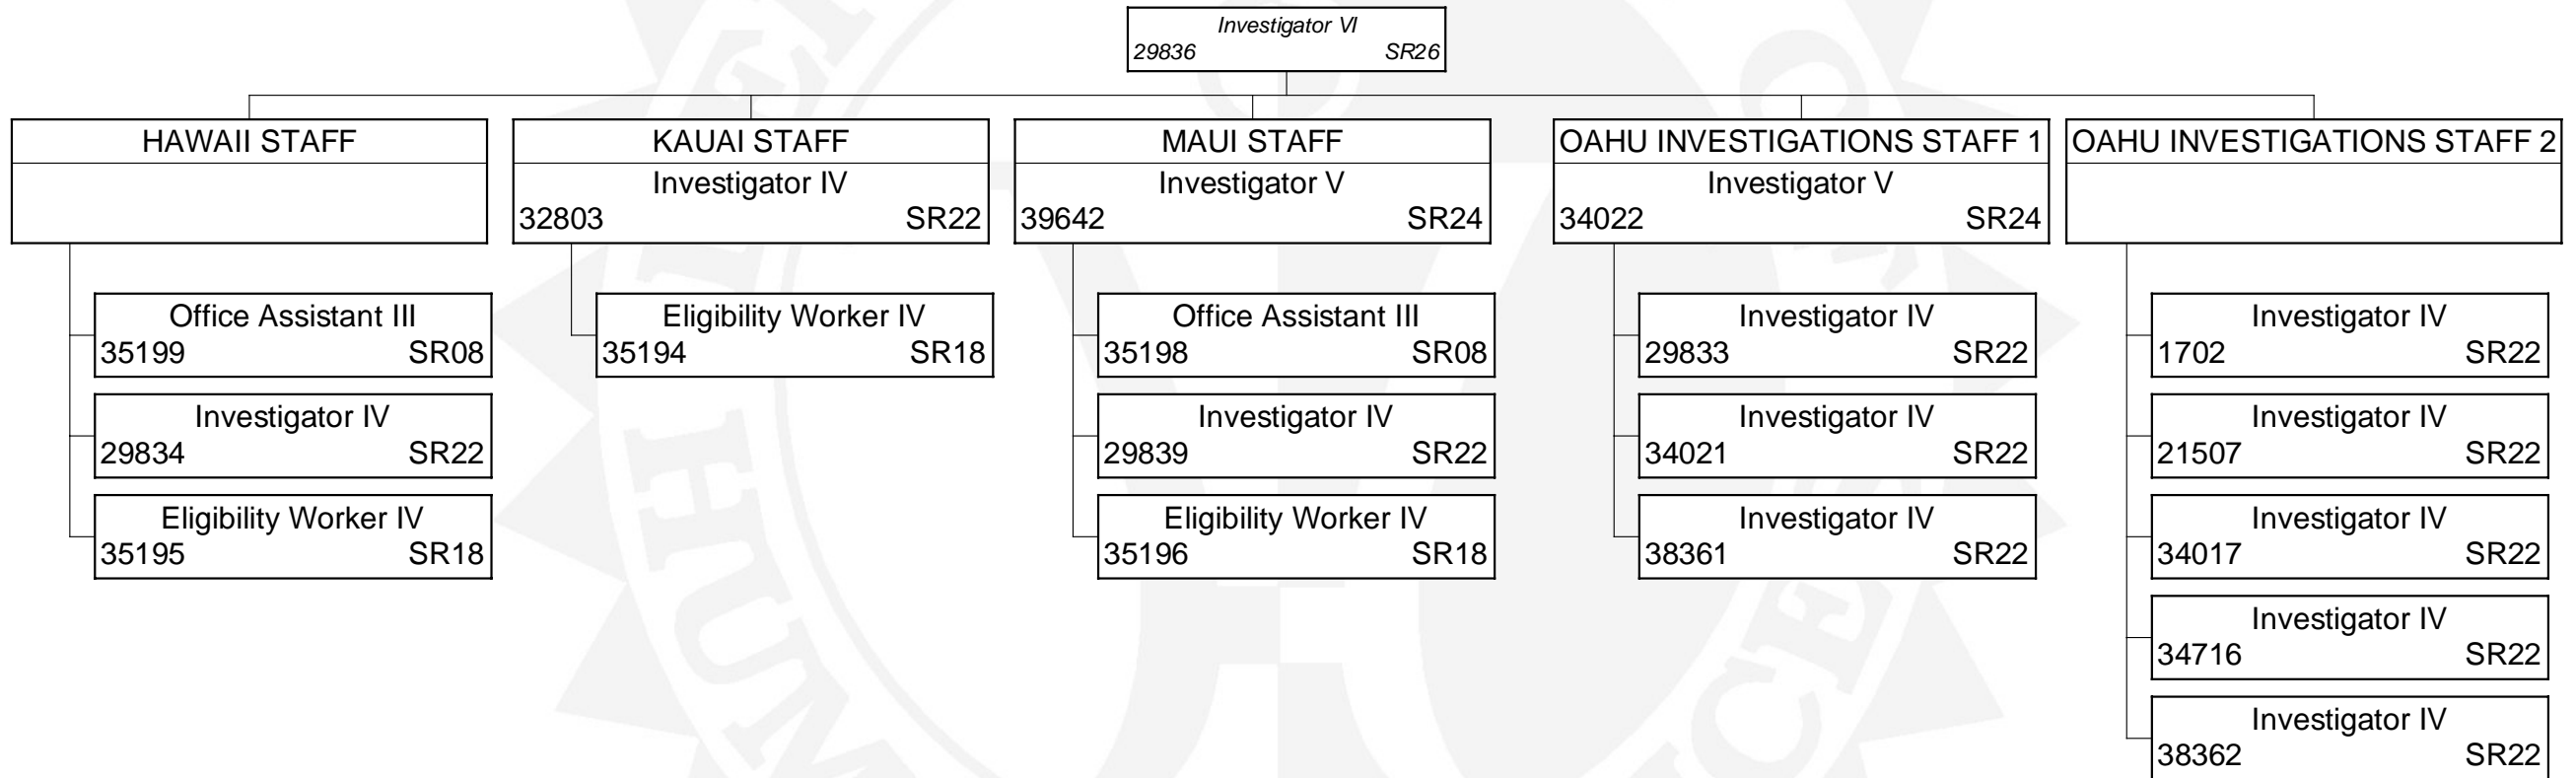 Investigator VI
29836 SR26
HAWAII STAFF
Office Assistant III
35199 SR08
Investigator IV
29834 SR22
Eligibility Worker IV
35195 SR18
KAUAI STAFF
Investigator IV
32803 SR22
Eligibility Worker IV
35194 SR18
MAUI STAFF
Investigator V
39642 SR24
Office Assistant III
35198 SR08
Investigator IV
29839 SR22
Eligibility Worker IV
35196 SR18
OAHU INVESTIGATIONS STAFF 1
Investigator V
34022 SR24
Investigator IV
29833 SR22
Investigator IV
34021 SR22
Investigator IV
38361 SR22
OAHU INVESTIGATIONS STAFF 2
Investigator IV
1702 SR22
Investigator IV
21507 SR22
Investigator IV
34017 SR22
Investigator IV
34716 SR22
Investigator IV
38362 SR22